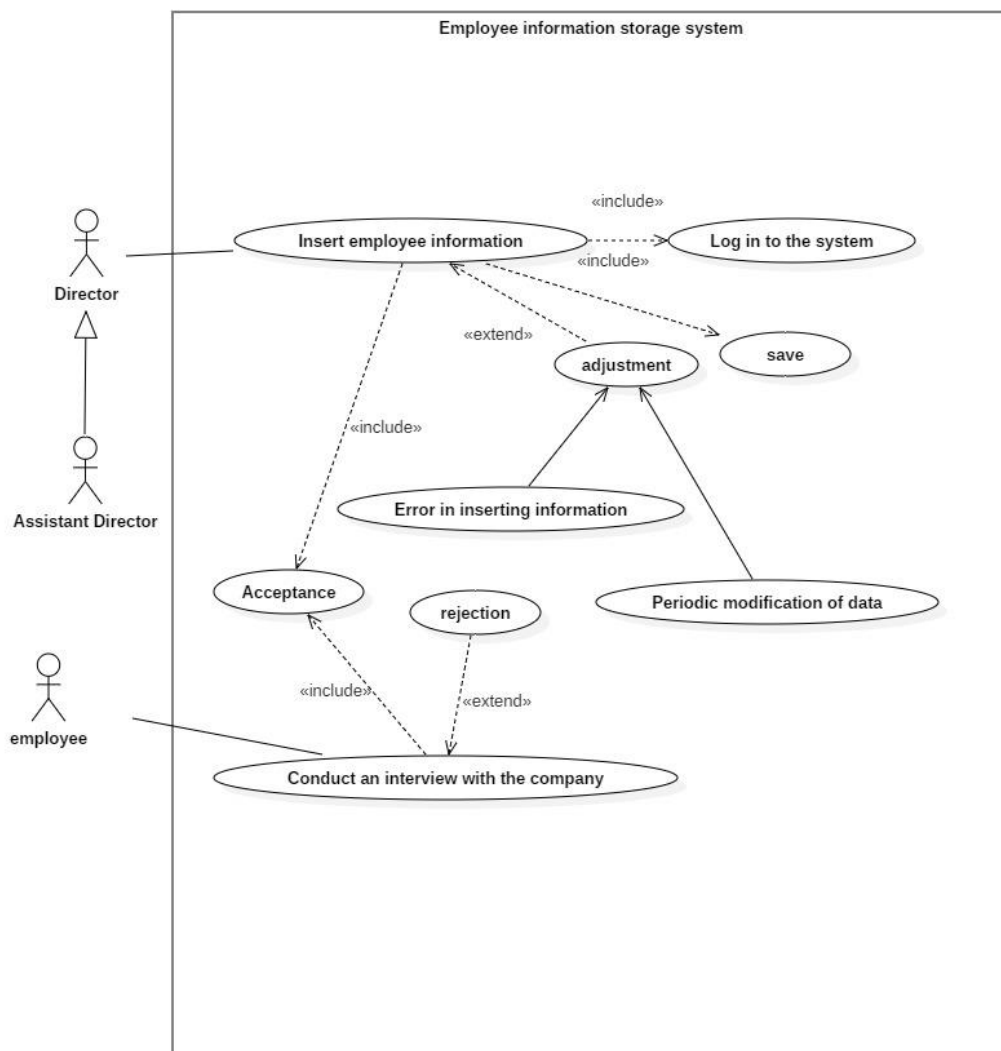 Employee information storage system
«include»
Insert employee information
Log in to the system
«include»
Director
«extend»
save
adjustment
«include»
Error in inserting information
Assistant Director
Acceptance
rejection
Periodic modification of data
«include»
«extend»
employee
Conduct an interview with the company